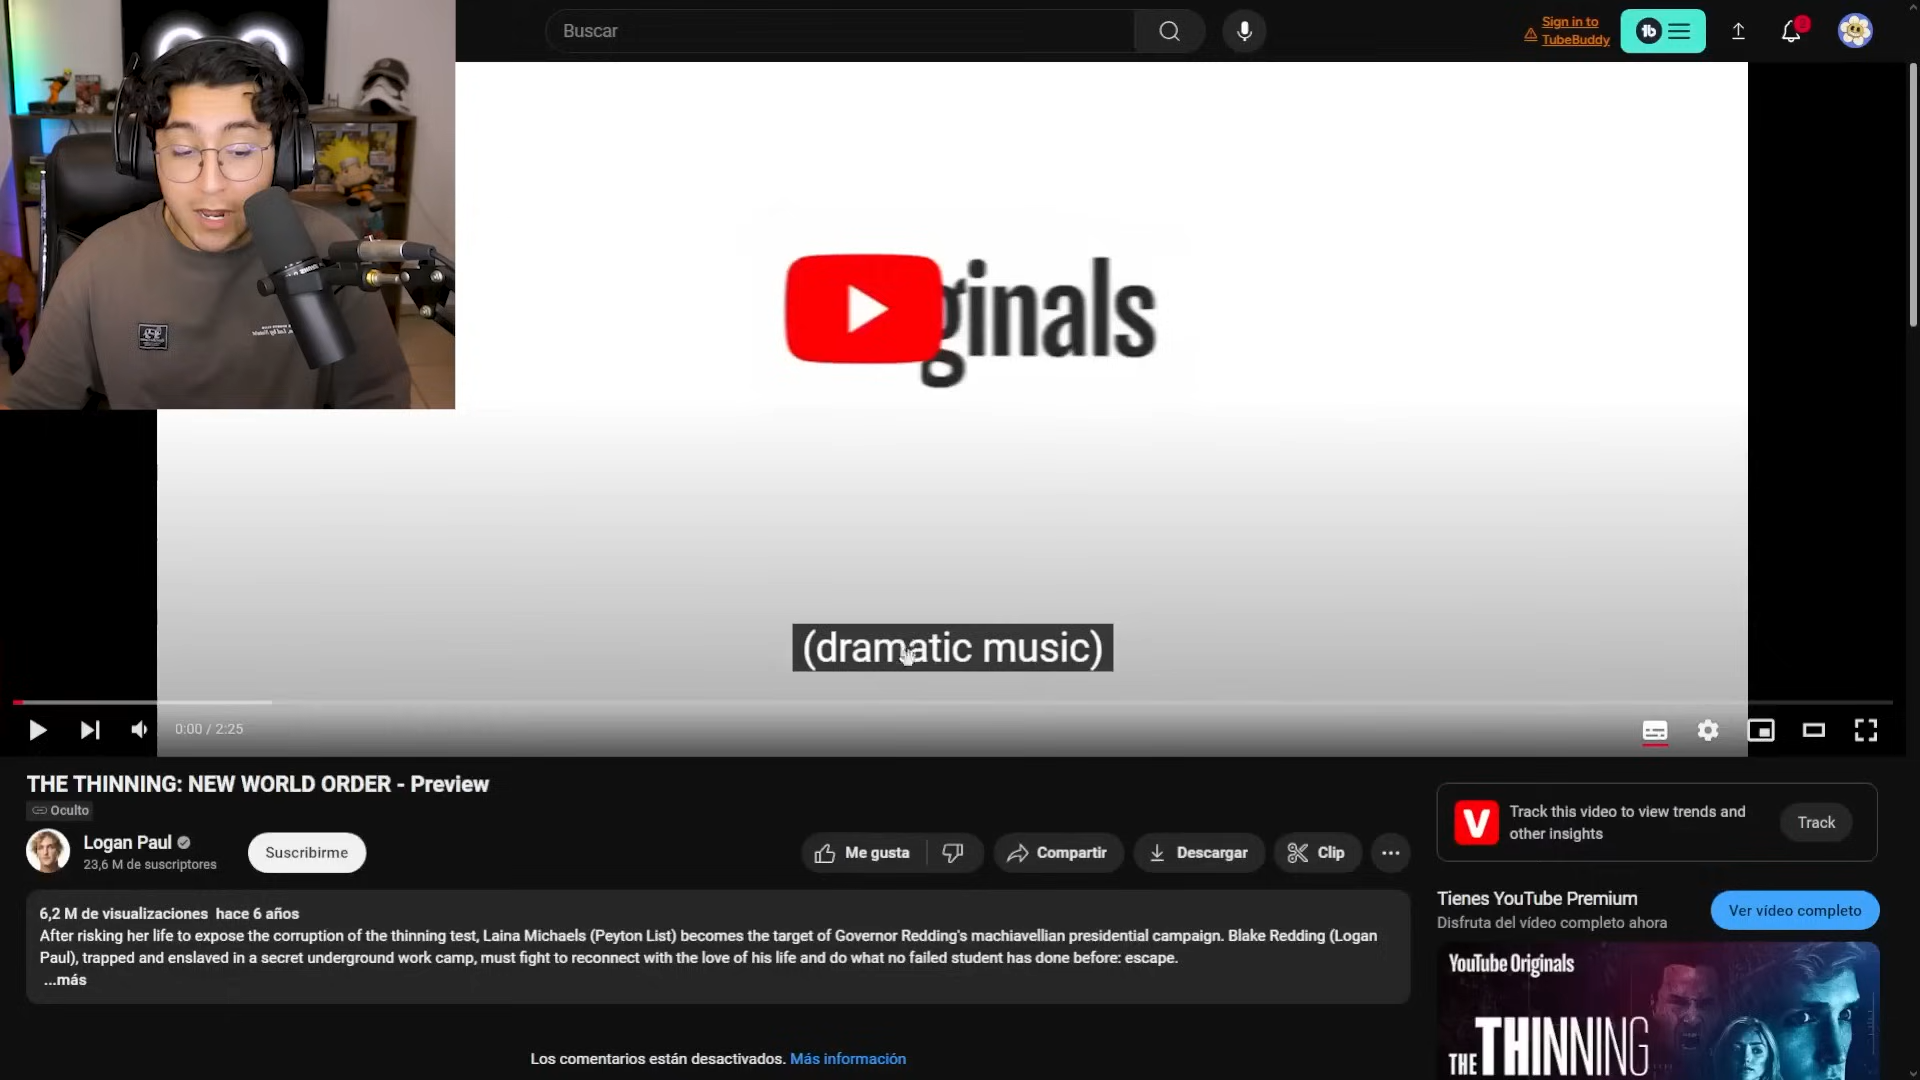 Buscar
Sign in to
TubeBuddy
ginals
(dramatic music)
0:00 / 2:25
THE THINNING: NEW WORLD ORDER - Preview
Oculto
Logan Paul
23,6 M de suscriptores
Suscribirme
Me gusta
Compartir
Descargar
Clip
6,2 M de visualizaciones hace 6 años
After risking her life to expose the corruption of the thinning test, Laina Michaels (Peyton List) becomes the target of Governor Redding's machiavellian presidential campaign. Blake Redding (Logan
Paul), trapped and enslaved in a secret underground work camp, must fight to reconnect with the love of his life and do what no failed student has done before: escape.
...más
Los comentarios están desactivados. Más información
Track this video to view trends and
other insights
Track
Tienes YouTube Premium
Disfruta del vídeo completo ahora
Ver vídeo completo
YouTube Originals
THE THINNING